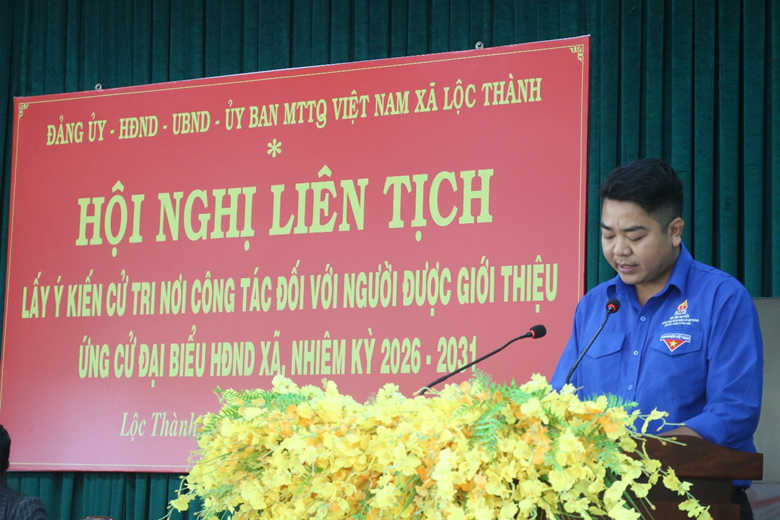 ĐẢNG ỦY - HĐND - UBND - ỦY BAN MTTQ VIỆT NAM XÃ LỘC THÀNH
*
HỘI NGHỊ LIÊN TỊCH
LẤY Ý KIẾN CỬ TRI NƠI CÔNG TÁC ĐỐI VỚI NGƯỜI ĐƯỢC GIỚI THIỆU
ỨNG CỬ ĐẠI BIỂU HĐND XÃ, NHIỆM KỲ 2026 - 2031
Lộc Thành